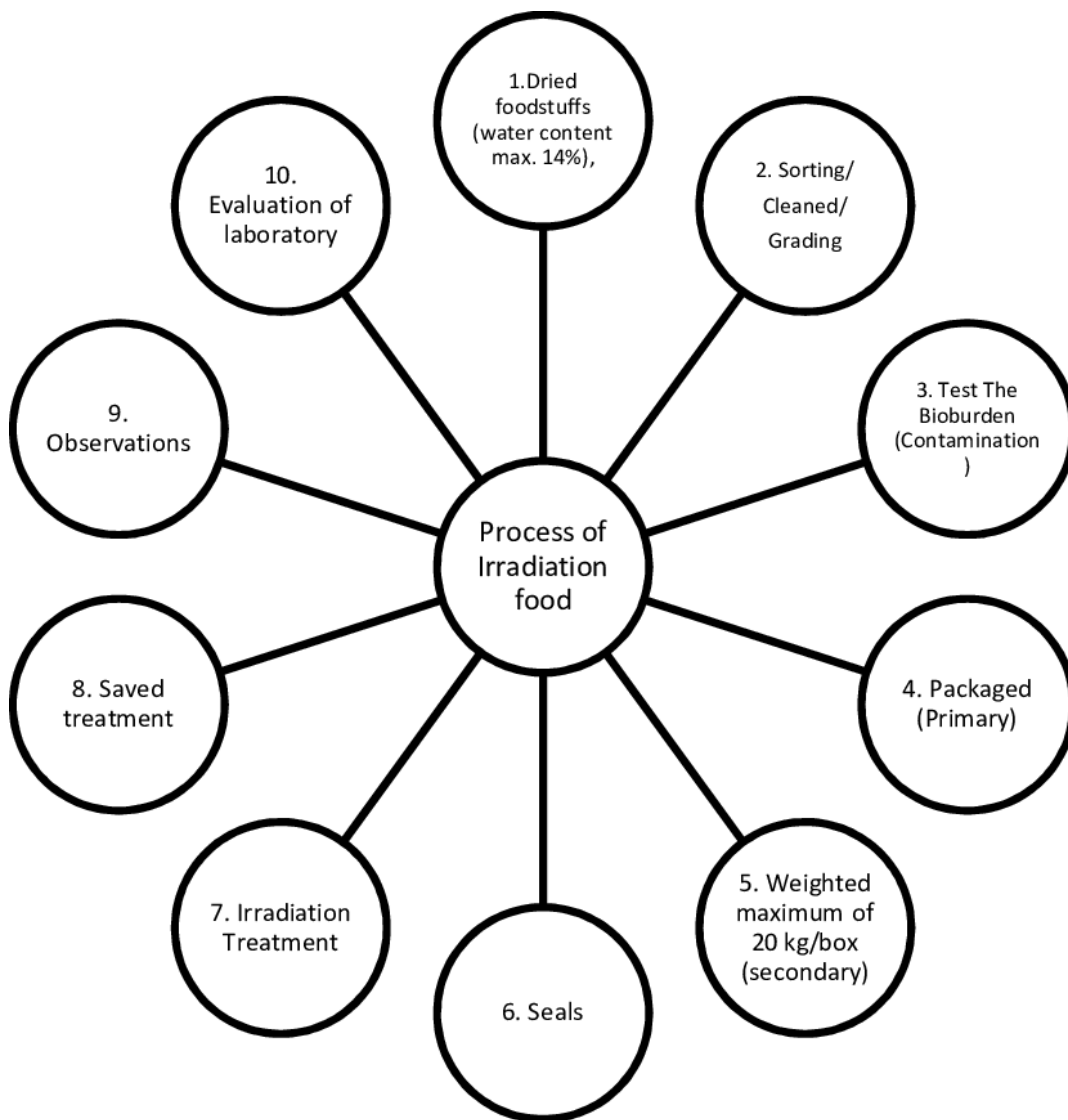 1.Dried
foodstuffs
(water content
max. 14%),
2. Sorting/
Cleaned/
Grading
3. Test The
Bioburden
(Contamination
)
4. Packaged
(Primary)
5. Weighted
maximum of
20 kg/box
(secondary)
6. Seals
7. Irradiation
Treatment
8. Saved
treatment
9.
Observations
10.
Evaluation of
laboratory
Process of
Irradiation
food